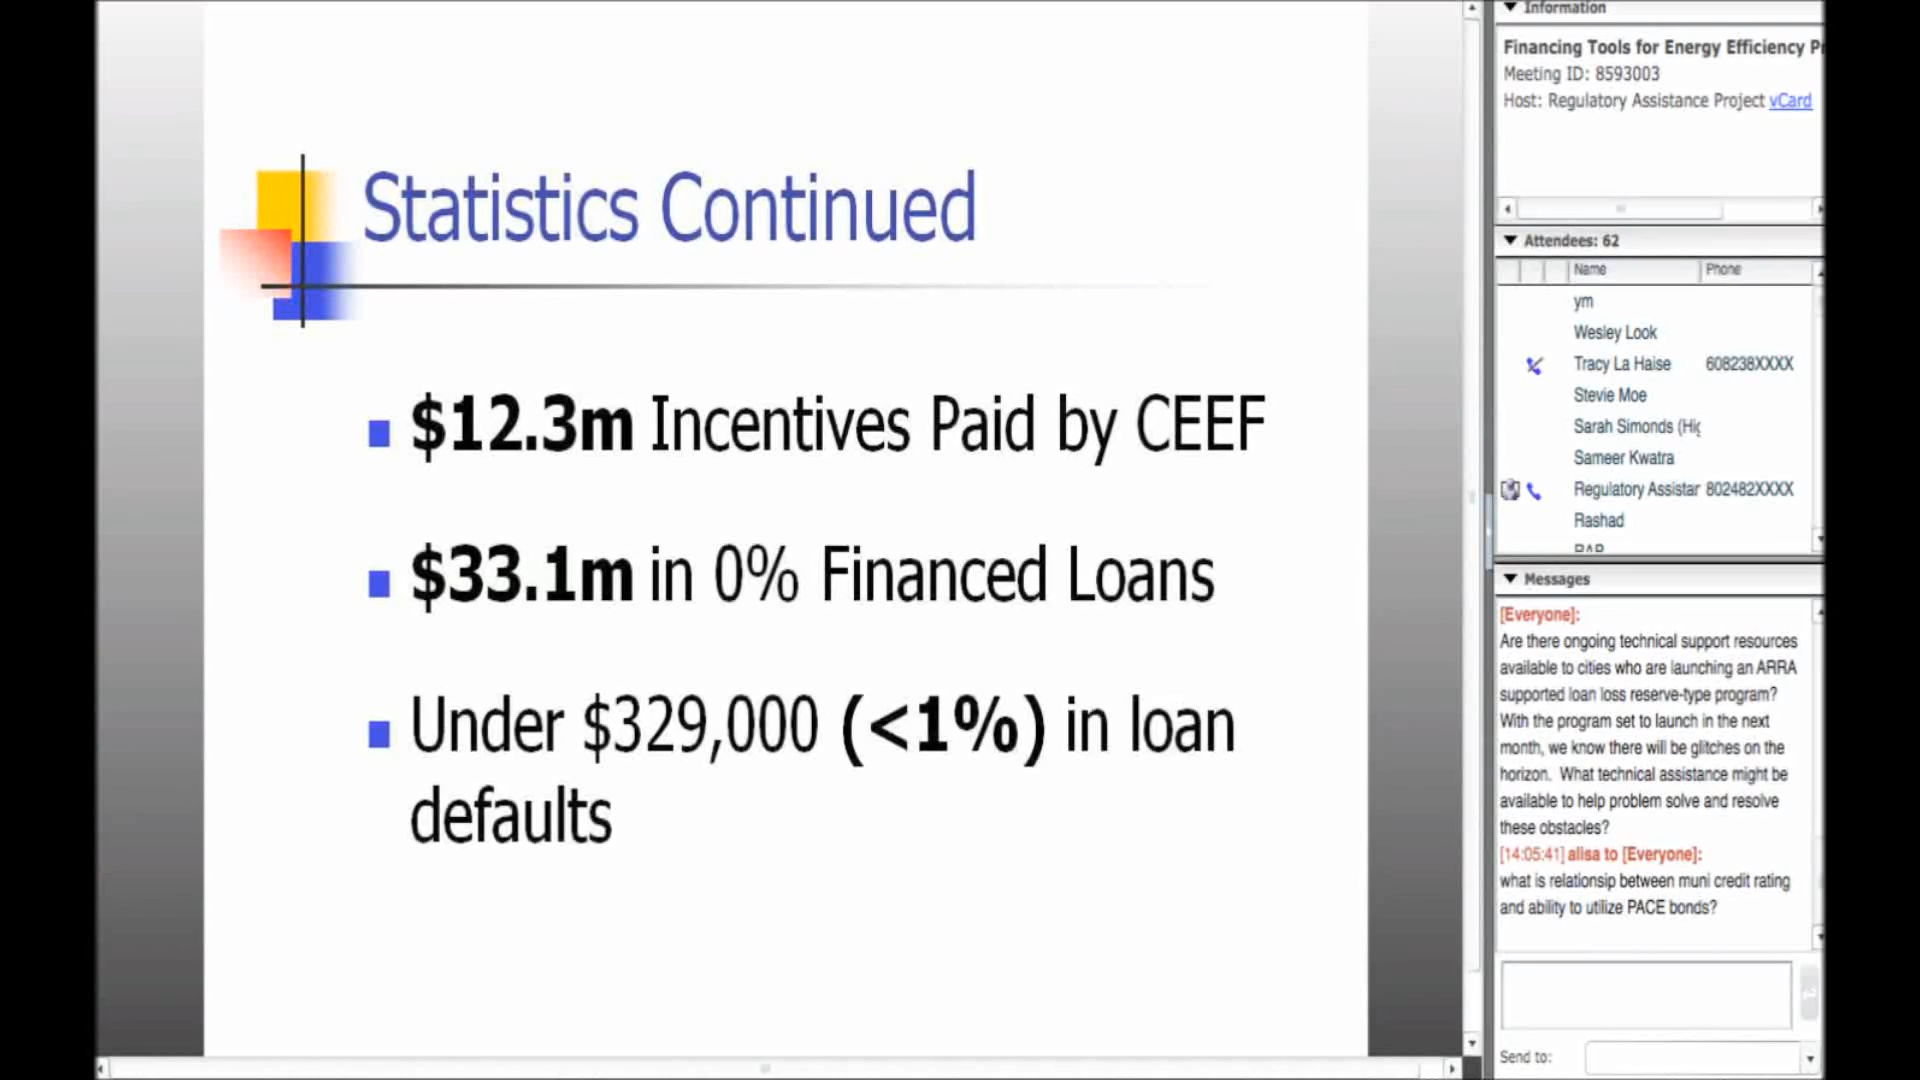 Statistics Continued
$12.3m Incentives Paid by CEEF
$33.1m in 0% Financed Loans
Under $329,000 (<1%) in loan
defaults
Information
Financing Tools for Energy Efficiency Pr
Meeting ID: 8593003
Host: Regulatory Assistance Project vCard
Attendees: 62
Name Phone
ym
Wesley Look
Tracy La Haise 608238XXXX
Stevie Moe
Sarah Simonds (Hig
Sameer Kwatra
Regulatory Assistar 802482XXXX
Rashad
Messages
[Everyone]:
Are there ongoing technical support resources
available to cities who are launching an ARRA
supported loan loss reserve-type program?
With the program set to launch in the next
month, we know there will be glitches on the
horizon. What technical assistance might be
available to help problem solve and resolve
these obstacles?
[14:05:41] alisa to [Everyone]:
what is relationsip between muni credit rating
and ability to utilize PACE bonds?
Send to: